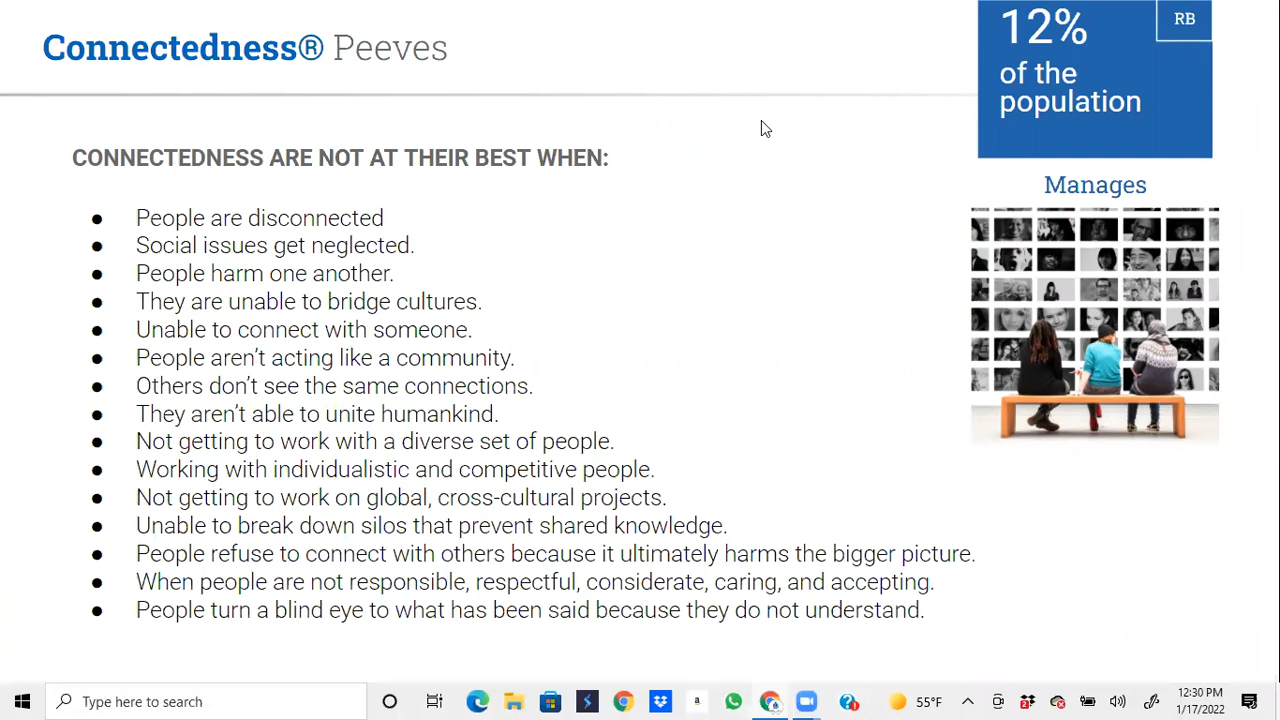 Connectedness® Peeves
12%
RB
of the
population
CONNECTEDNESS ARE NOT AT THEIR BEST WHEN:
Manages
● People are disconnected
● Social issues get neglected.
● People harm one another.
● They are unable to bridge cultures.
● Unable to connect with someone.
● People aren’t acting like a community.
● Others don’t see the same connections.
● They aren’t able to unite humankind.
● Not getting to work with a diverse set of people.
● Working with individualistic and competitive people.
● Not getting to work on global, cross-cultural projects.
● Unable to break down silos that prevent shared knowledge.
● People refuse to connect with others because it ultimately harms the bigger picture.
● When people are not responsible, respectful, considerate, caring, and accepting.
● People turn a blind eye to what has been said because they do not understand.
Type here to search
55°F
12:30 PM
1/17/2022